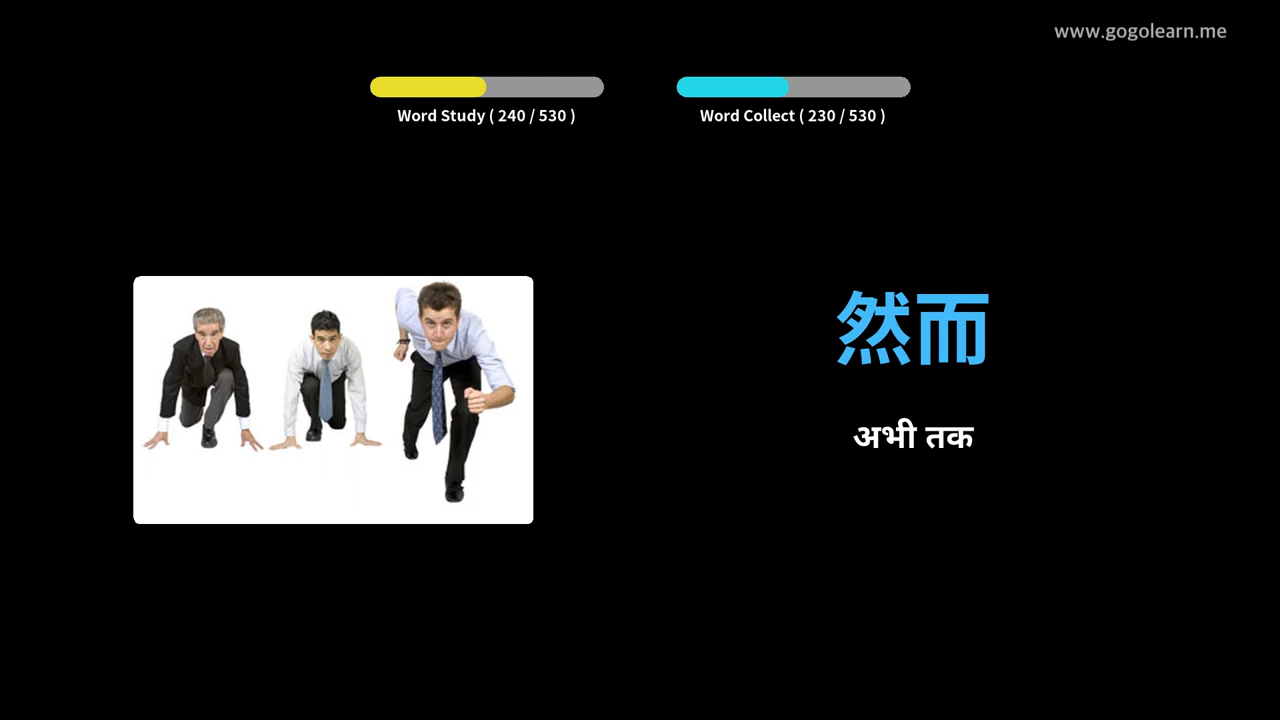 www.gogolearn.me
Word Study ( 240 / 530 )
Word Collect ( 230 / 530 )
然而
अभी तक